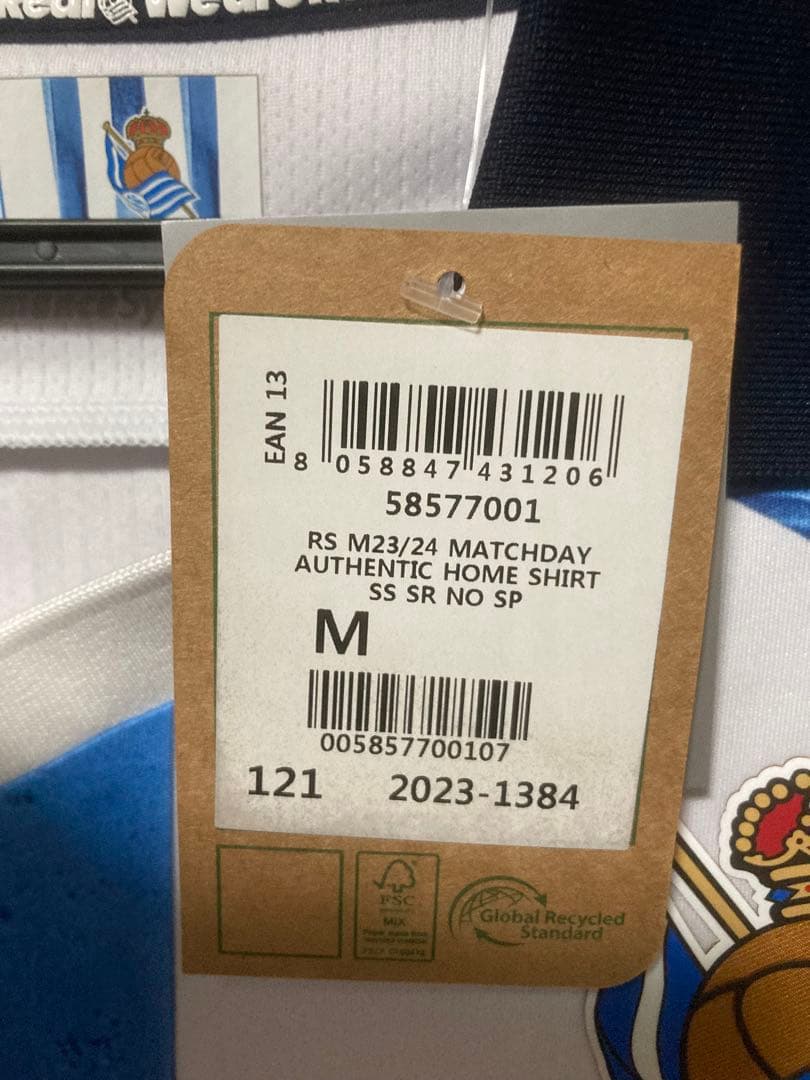 Real
EAN 13
8 058847 431206
58577001
RS M23/24 MATCHDAY
AUTHENTIC HOME SHIRT
SS SR NO SP
M
005857700107
121 2023-1384
FSC
MIX
Global Recycled
Standard